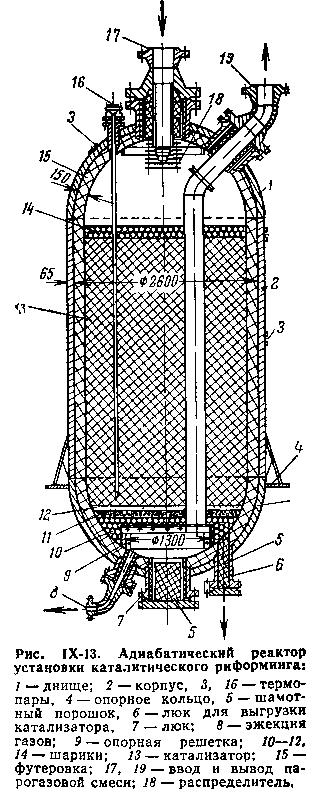 17
19
16
18
3
15
150
1
14
65
Ф2600
2
13
3
4
12
11
10
Ф1300
9
5
6
8
7
5
Рис. IX-13. Адиабатический реактор
установки каталитического риформинга:
1 — днище; 2 — корпус, 3, 16 — термо-
пары, 4 — опорное кольцо, 5 — шамот-
ный порошок, 6 — люк для выгрузки
катализатора, 7 — люк; 8 — эжекция
газов; 9 — опорная решетка; 10—12,
14 — шарики; 13 — катализатор; 15 —
футеровка; 17, 19 — ввод и вывод па-
рогазовой смеси; 18 — распределитель,